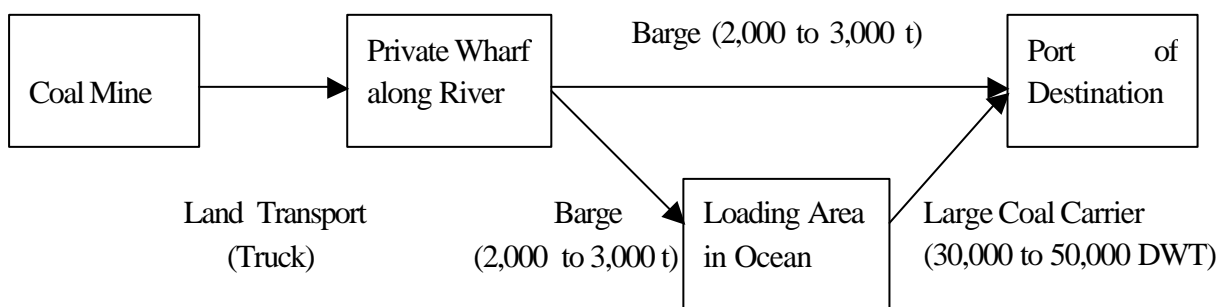 Coal Mine
Private Wharf
along River
Barge (2,000 to 3,000 t)
Port of
Destination
Land Transport
(Truck)
Barge
(2,000 to 3,000 t)
Loading Area
in Ocean
Large Coal Carrier
(30,000 to 50,000 DWT)